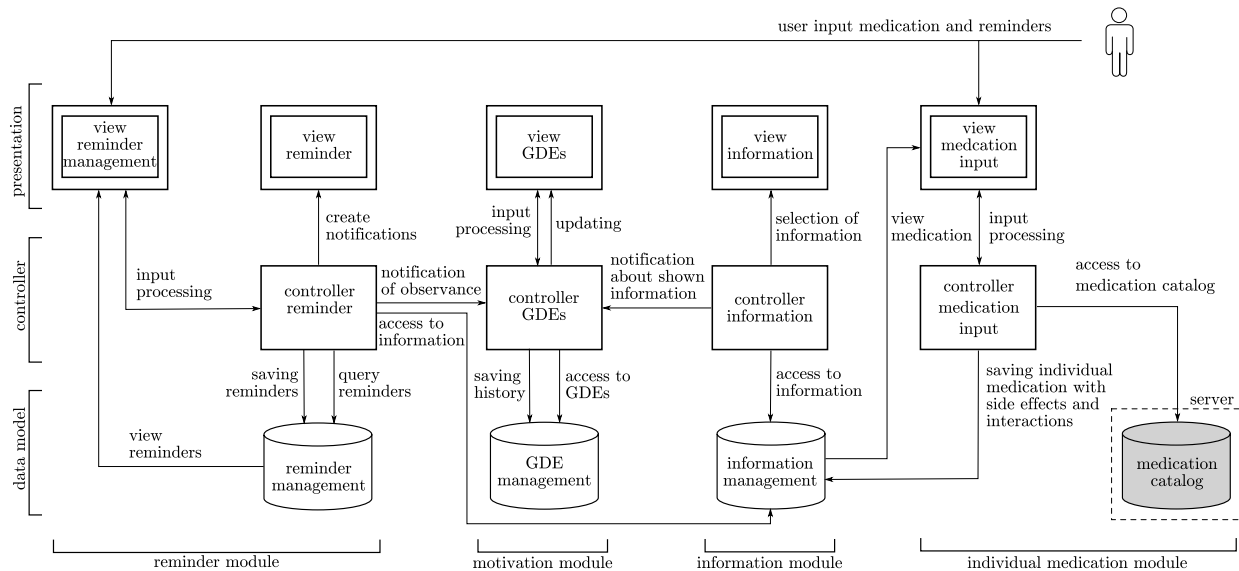 user input medication and reminders
presentation
view
reminder
management
view
reminder
view
GDEs
view
information
view
medcation
input
create
notifications
input
processing
updating
selection of
information
view
medication
input
processing
controller
input
processing
controller
reminder
notification
of observance
access to
information
controller
GDEs
notification
about shown
information
controller
information
controller
medication
input
access to
medication catalog
saving
reminders
query
reminders
saving
history
access to
GDEs
access to
information
saving individual
medication with
side effects and
interactions
server
data model
view
reminders
reminder
management
GDE
management
information
management
medication
catalog
reminder module
motivation module
information module
individual medication module